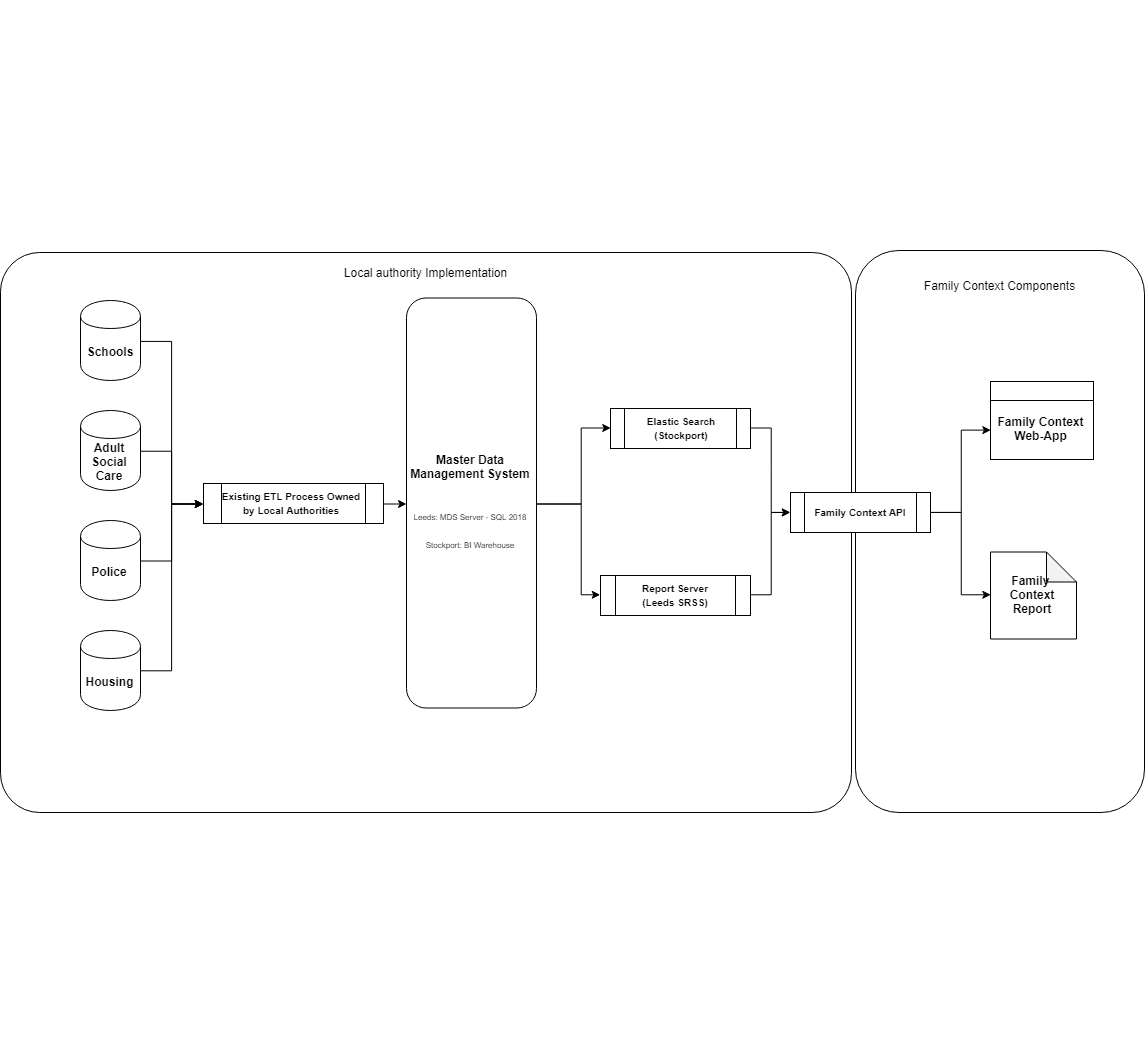 Local authority Implementation
Family Context Components
Schools
Adult
Social
Care
Police
Housing
Existing ETL Process Owned
by Local Authorities
Master Data
Management System
Leeds: MDS Server - SQL 2018
Stockport: BI Warehouse
Elastic Search
(Stockport)
Report Server
(Leeds SRSS)
Family Context API
Family Context
Web-App
Family
Context
Report